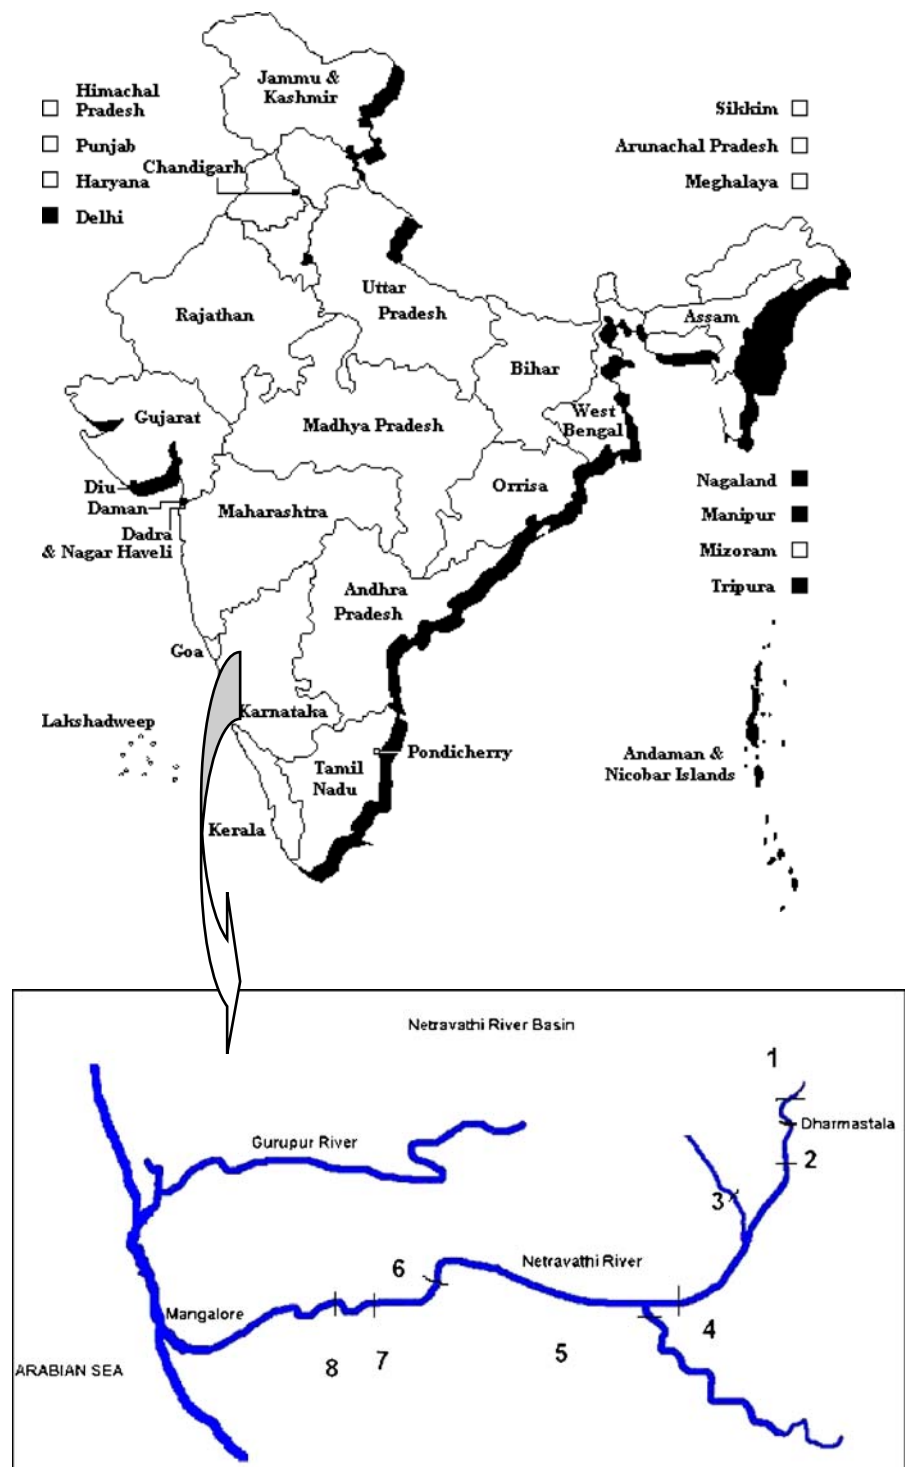 Jammu &
Kashmir
Himachal
Pradesh
Punjab
Haryana
Delhi
Chandigarh
Sikkim
Arunachal Pradesh
Meghalaya
Uttar
Pradesh
Rajathan
Assam
Bihar
Gujarat
Madhya Pradesh
West
Bengal
Orrisa
Diu
Daman
Dadra
& Nagar Haveli
Maharashtra
Nagaland
Manipur
Mizoram
Tripura
Andhra
Pradesh
Goa
Karnataka
Lakshadweep
Pondicherry
Tamil
Nadu
Andaman &
Nicobar Islands
Kerala
Netravathi River Basin
1
Dharmastala
Gurupur River
2
3
Netravathi River
6
Mangalore
4
5
7
8
ARABIAN SEA